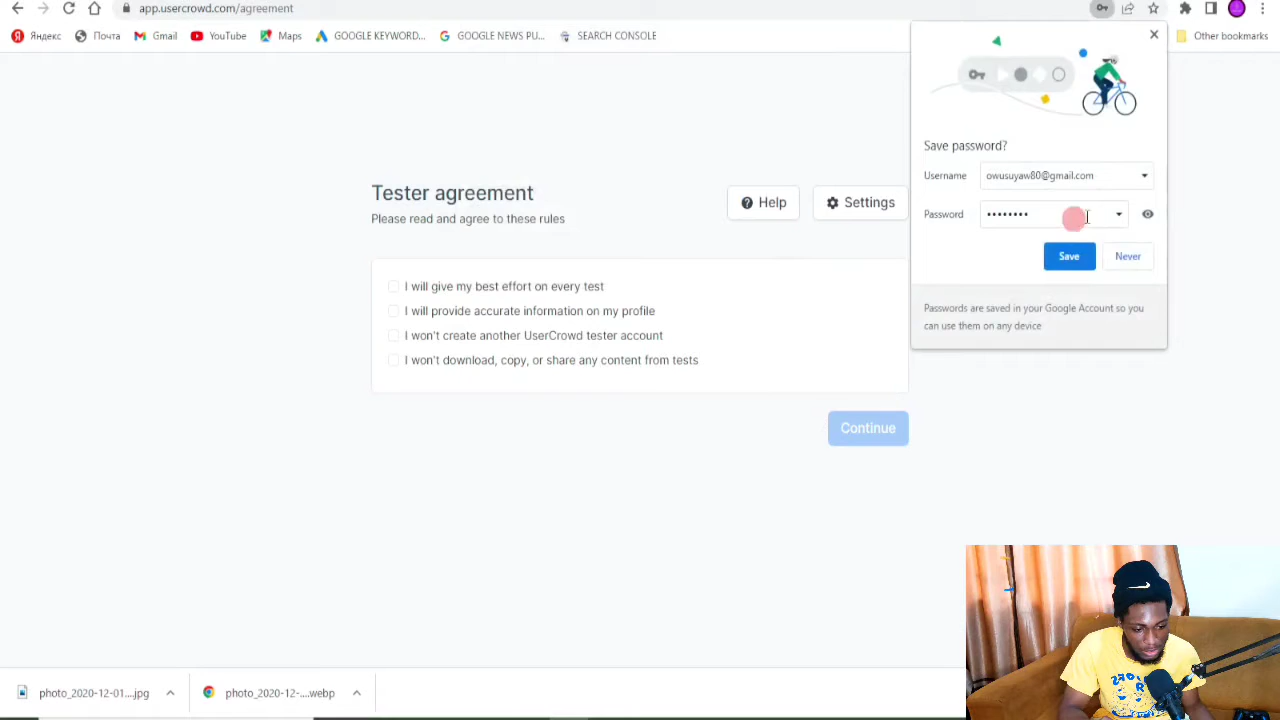 app.usercrowd.com/agreement
Яндекс Почта Gmail YouTube Maps GOOGLE KEYWORD... GOOGLE NEWS PU... SEARCH CONSOLE Other bookmarks
Save password?
Username owusuyaw80@gmail.com
Password ••••••••
Save Never
Passwords are saved in your Google Account so you
can use them on any device
Tester agreement
Please read and agree to these rules
Help Settings
I will give my best effort on every test
I will provide accurate information on my profile
I won't create another UserCrowd tester account
I won't download, copy, or share any content from tests
Continue
photo_2020-12-01....jpg photo_2020-12-....webp